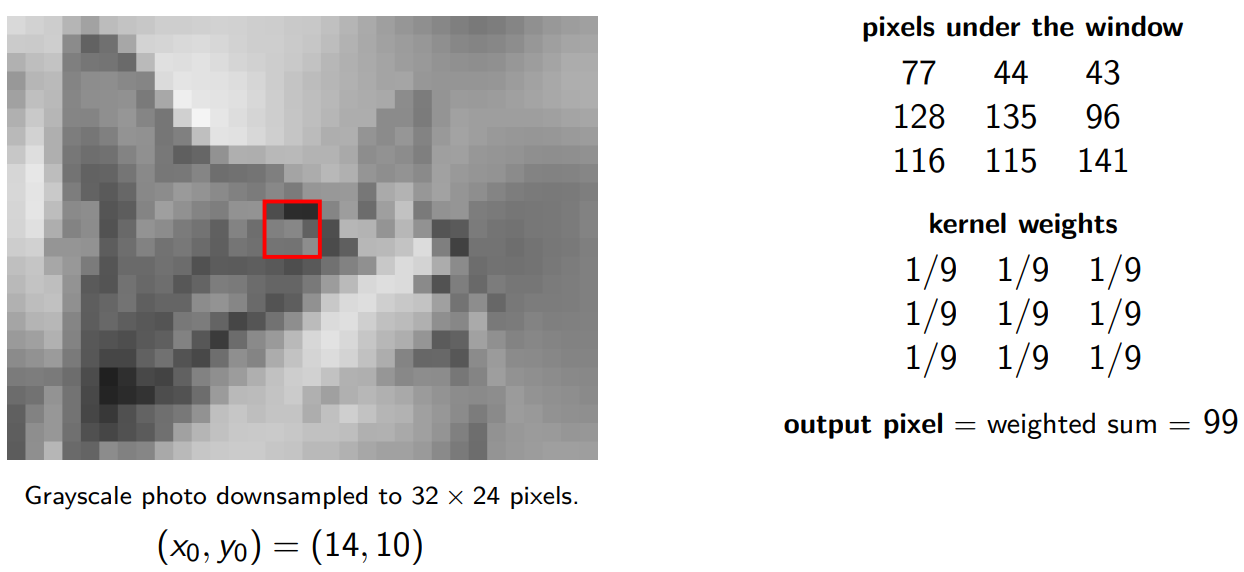 Grayscale photo downsampled to 32 × 24 pixels.
(x₀, y₀) = (14, 10)
pixels under the window
77 44 43
128 135 96
116 115 141
kernel weights
1/9 1/9 1/9
1/9 1/9 1/9
1/9 1/9 1/9
output pixel = weighted sum = 99